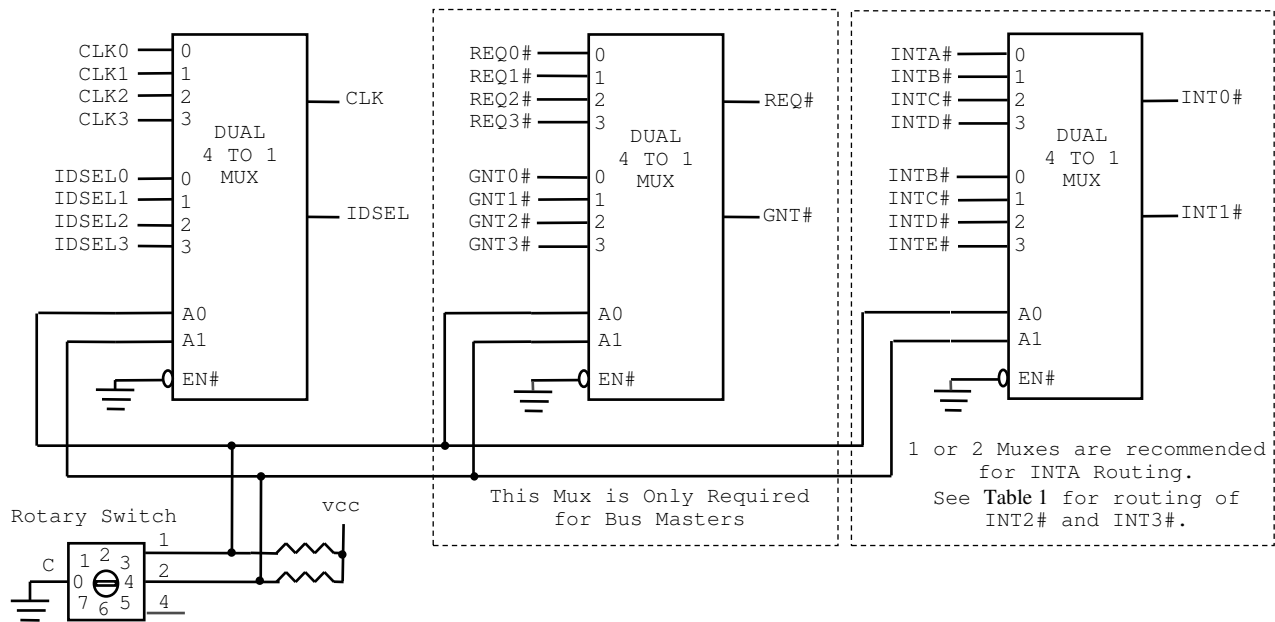 CLK0
CLK1
CLK2
CLK3
IDSEL0
IDSEL1
IDSEL2
IDSEL3
0
1
2
3
0
1
2
3
DUAL
4 TO 1
MUX
CLK
IDSEL
A0
A1
EN#
REQ0#
REQ1#
REQ2#
REQ3#
GNT0#
GNT1#
GNT2#
GNT3#
0
1
2
3
0
1
2
3
DUAL
4 TO 1
MUX
REQ#
GNT#
A0
A1
EN#
This Mux is Only Required
for Bus Masters
INTA#
INTB#
INTC#
INTD#
INTB#
INTC#
INTD#
INTE#
0
1
2
3
0
1
2
3
DUAL
4 TO 1
MUX
INT0#
INT1#
A0
A1
EN#
1 or 2 Muxes are recommended
for INTA Routing.
See Table 1 for routing of
INT2# and INT3#.
Rotary Switch
vcc
C
0
1
2
3
4
5
6
7
1
2
4